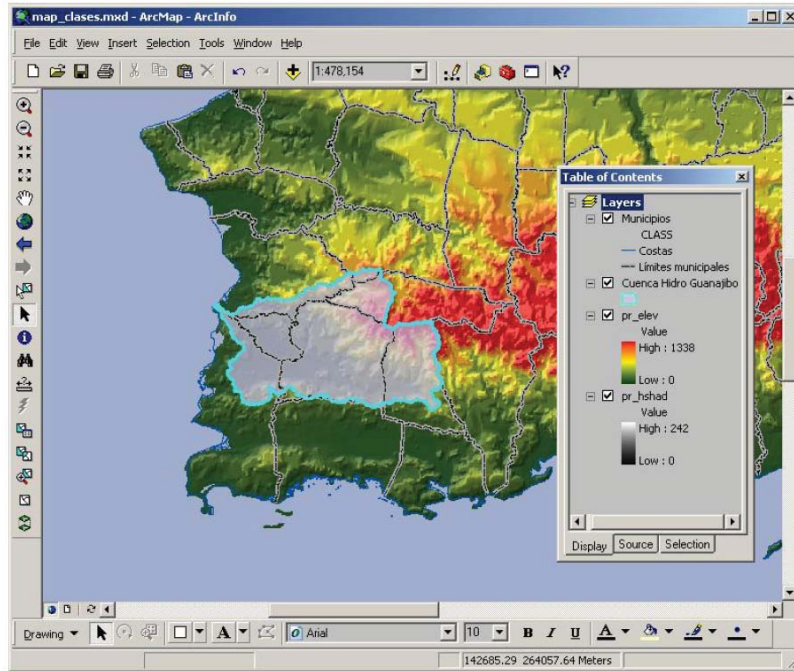 map_clases.mxd - ArcMap - ArcInfo
File Edit View Insert Selection Tools Window Help
1:478,154
Table of Contents
Layers
Municipios
CLASS
Costas
Límites municipales
Cuenca Hidro Guanajibo
pr_elev
Value
High : 1338
Low : 0
pr_hshad
Value
High : 242
Low : 0
Display Source Selection
Drawing A Arial 10 B I U A
142685.29 264057.64 Meters